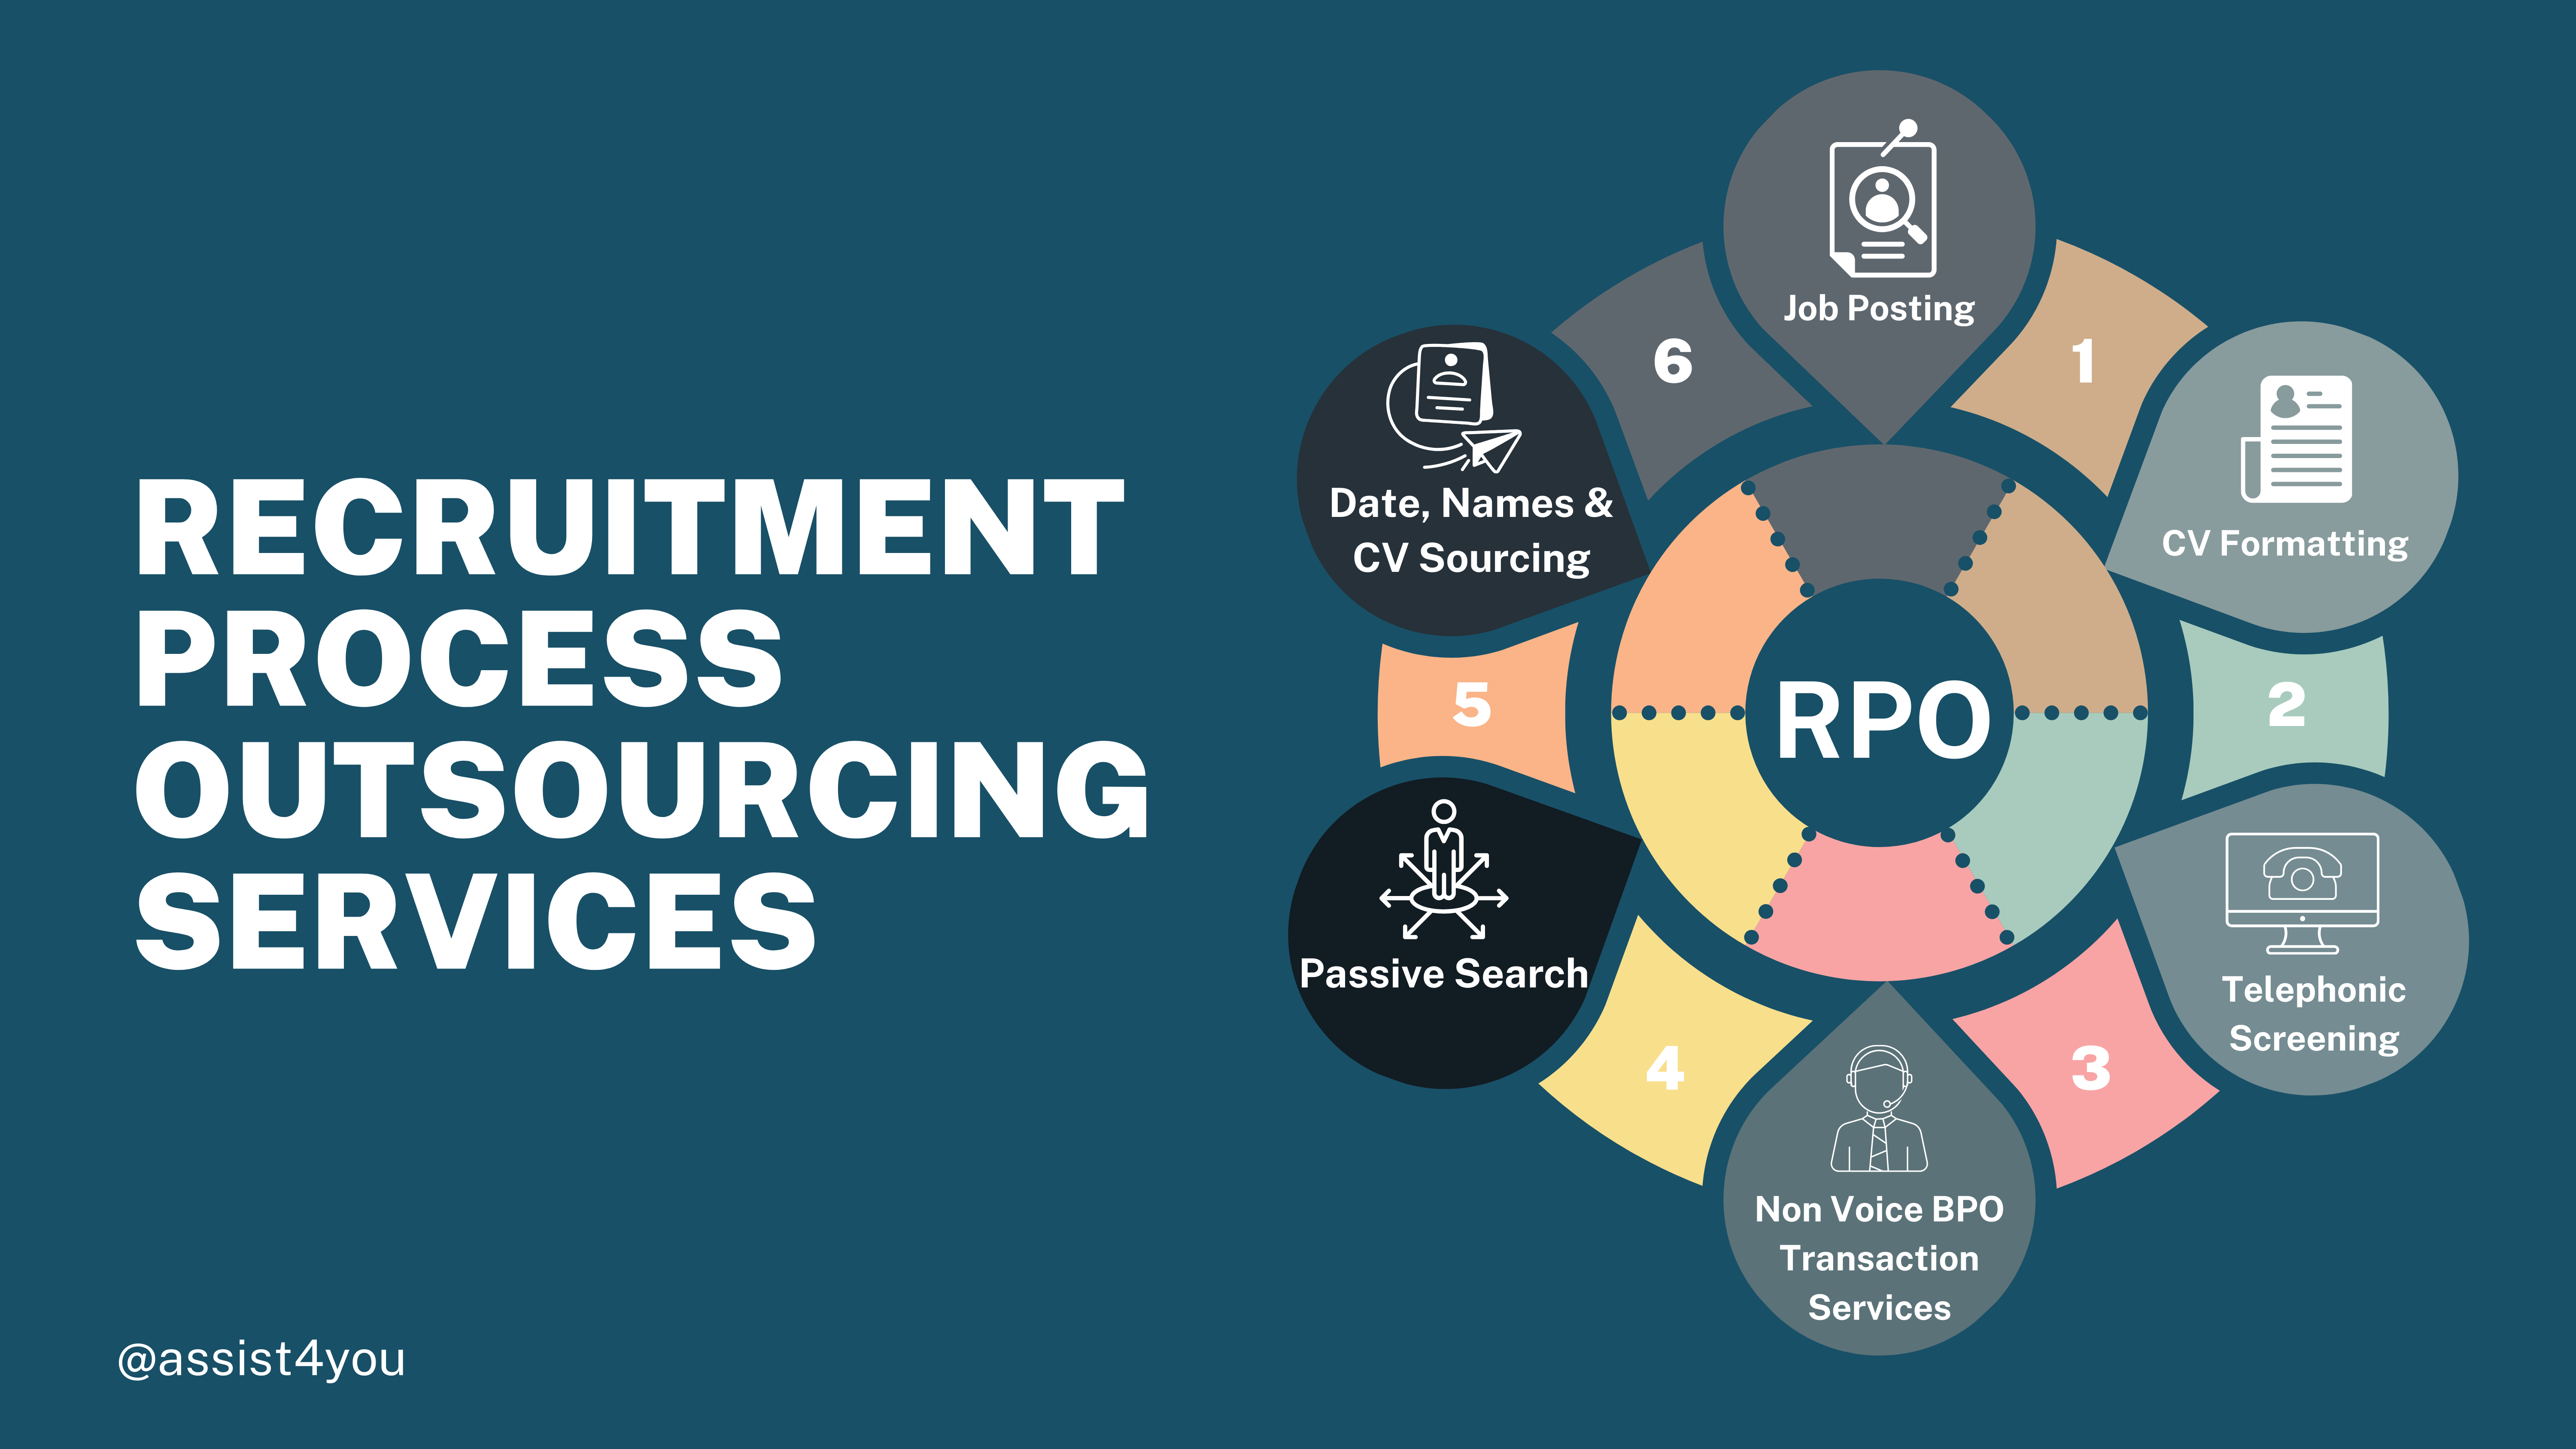 RECRUITMENT
PROCESS
OUTSOURCING
SERVICES
@assist4you
RPO
Job Posting
1
CV Formatting
2
Telephonic
Screening
3
Non Voice BPO
Transaction
Services
4
Passive Search
5
Date, Names &
CV Sourcing
6